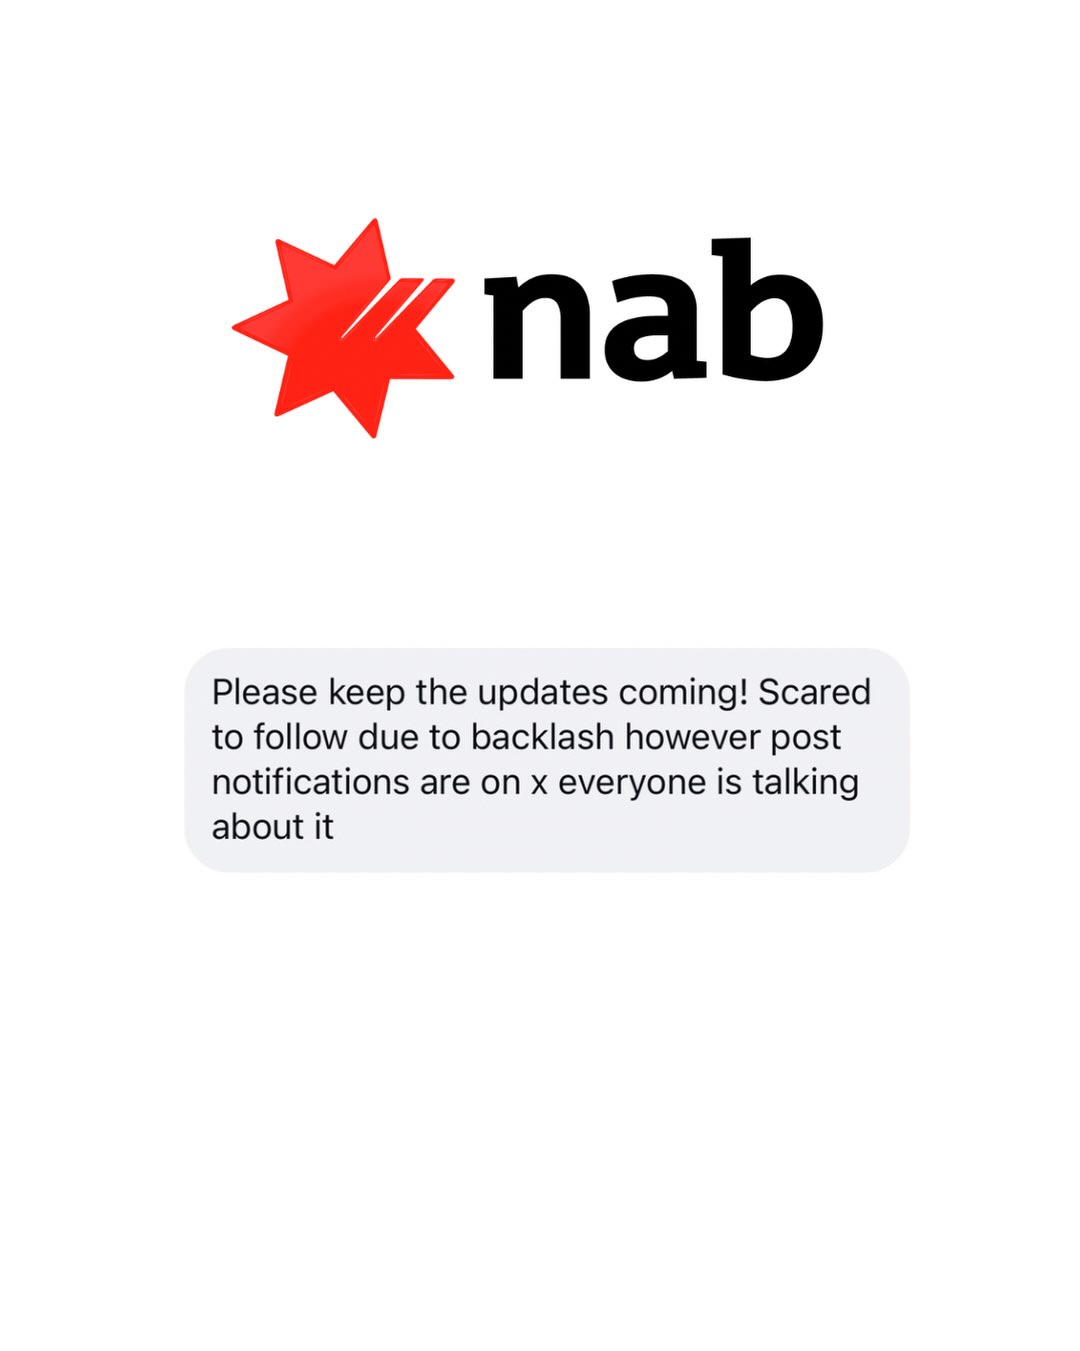 nab
Please keep the updates coming! Scared
to follow due to backlash however post
notifications are on x everyone is talking
about it